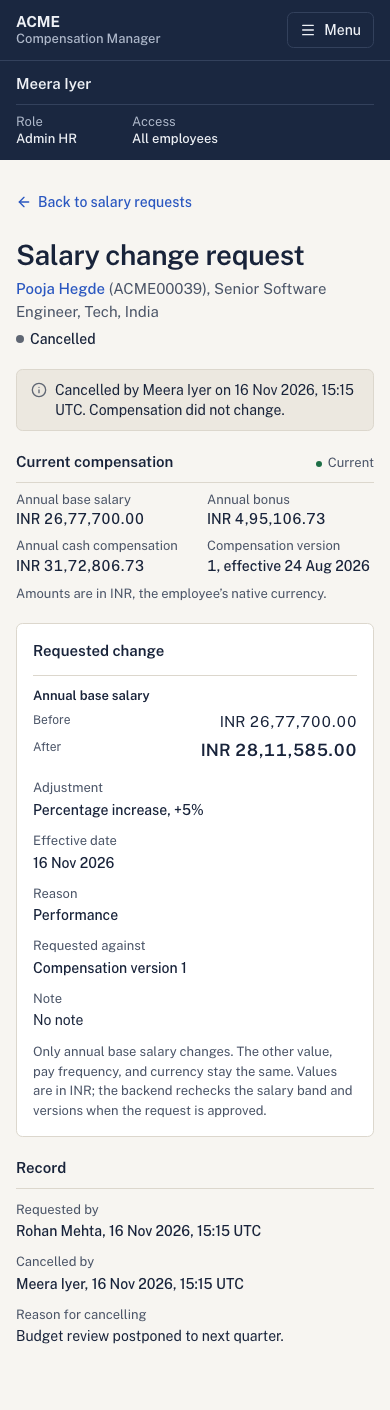 ACME
Compensation Manager
Menu
Meera Iyer
Role
Admin HR
Access
All employees
Back to salary requests
Salary change request
Pooja Hegde (ACME00039), Senior Software
Engineer, Tech, India
Cancelled
Cancelled by Meera Iyer on 16 Nov 2026, 15:15
UTC. Compensation did not change.
Current compensation
Current
Annual base salary
INR 26,77,700.00
Annual bonus
INR 4,95,106.73
Annual cash compensation
INR 31,72,806.73
Compensation version
1, effective 24 Aug 2026
Amounts are in INR, the employee's native currency.
Requested change
Annual base salary
Before
INR 26,77,700.00
After
INR 28,11,585.00
Adjustment
Percentage increase, +5%
Effective date
16 Nov 2026
Reason
Performance
Requested against
Compensation version 1
Note
No note
Only annual base salary changes. The other value,
pay frequency, and currency stay the same. Values
are in INR; the backend rechecks the salary band and
versions when the request is approved.
Record
Requested by
Rohan Mehta, 16 Nov 2026, 15:15 UTC
Cancelled by
Meera Iyer, 16 Nov 2026, 15:15 UTC
Reason for cancelling
Budget review postponed to next quarter.